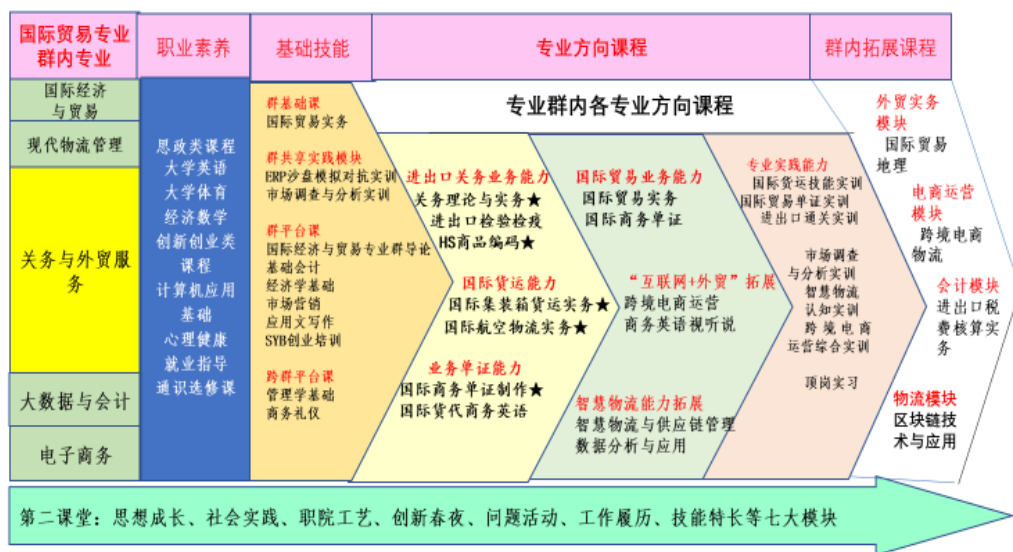 国际贸易专业
群内专业
职业素养
基础技能
专业方向课程
群内拓展课程
国际经济
与贸易
现代物流管理
关务与外贸服
务
大数据与会计
电子商务
思政类课程
大学英语
大学体育
经济数学
创新创业类
课程
计算机应用
基础
心理健康
就业指导
通识选修课
群基础课
国际贸易实务
群共享实践模块
ERP沙盘模拟对抗实训
市场调查与分析实训
群平台课
国际经济与贸易专业群导论
基础会计
经济学基础
市场营销
应用文写作
SYB创业培训
跨群平台课
管理学基础
商务礼仪
专业群内各专业方向课程
进出口关务业务能力
关务理论与实务★
进出口检验检疫
HS商品编码★
国际货运能力
国际集装箱货运实务★
国际航空物流实务★
业务单证能力
国际商务单证制作★
国际货代商务英语
国际贸易业务能力
国际贸易实务
国际商务单证
“互联网+外贸”拓展
跨境电商运营
商务英语视听说
智慧物流能力拓展
智慧物流与供应链管理
数据分析与应用
专业实践能力
国际货运技能实训
国际贸易单证实训
进出口通关实训
市场调查
与分析实训
智慧物流
认知实训
跨境电商
运营综合实训
顶岗实习
外贸实务
模块
国际贸易
地理
电商运营
模块
跨境电商
物流
会计模块
进出口税
费核算实
务
物流模块
区块链技
术与应用
第二课堂：思想成长、社会实践、职院工艺、创新春夜、问题活动、工作履历、技能特长等七大模块